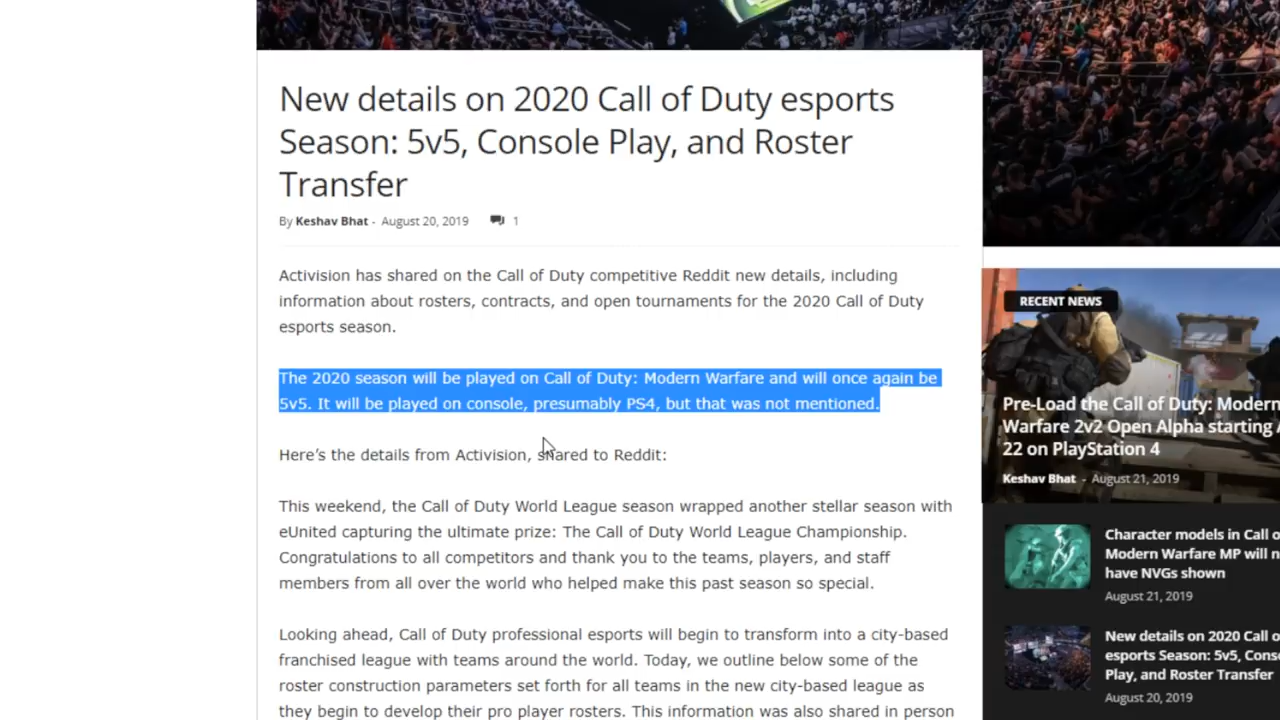 New details on 2020 Call of Duty esports
Season: 5v5, Console Play, and Roster
Transfer
By Keshav Bhat - August 20, 2019 1
Activision has shared on the Call of Duty competitive Reddit new details, including
information about rosters, contracts, and open tournaments for the 2020 Call of Duty
esports season.
The 2020 season will be played on Call of Duty: Modern Warfare and will once again be
5v5. It will be played on console, presumably PS4, but that was not mentioned.
Here's the details from Activision, shared to Reddit:
This weekend, the Call of Duty World League season wrapped another stellar season with
eUnited capturing the ultimate prize: The Call of Duty World League Championship.
Congratulations to all competitors and thank you to the teams, players, and staff
members from all over the world who helped make this past season so special.
Looking ahead, Call of Duty professional esports will begin to transform into a city-based
franchised league with teams around the world. Today, we outline below some of the
roster construction parameters set forth for all teams in the new city-based league as
they begin to develop their pro player rosters. This information was also shared in person
RECENT NEWS
Pre-Load the Call of Duty: Modern
Warfare 2v2 Open Alpha starting
22 on PlayStation 4
Keshav Bhat - August 21, 2019
Character models in Call
Modern Warfare MP will
have NVGs shown
August 21, 2019
New details on 2020 Call
esports Season: 5v5,
Play, and Roster Transfer
August 20, 2019